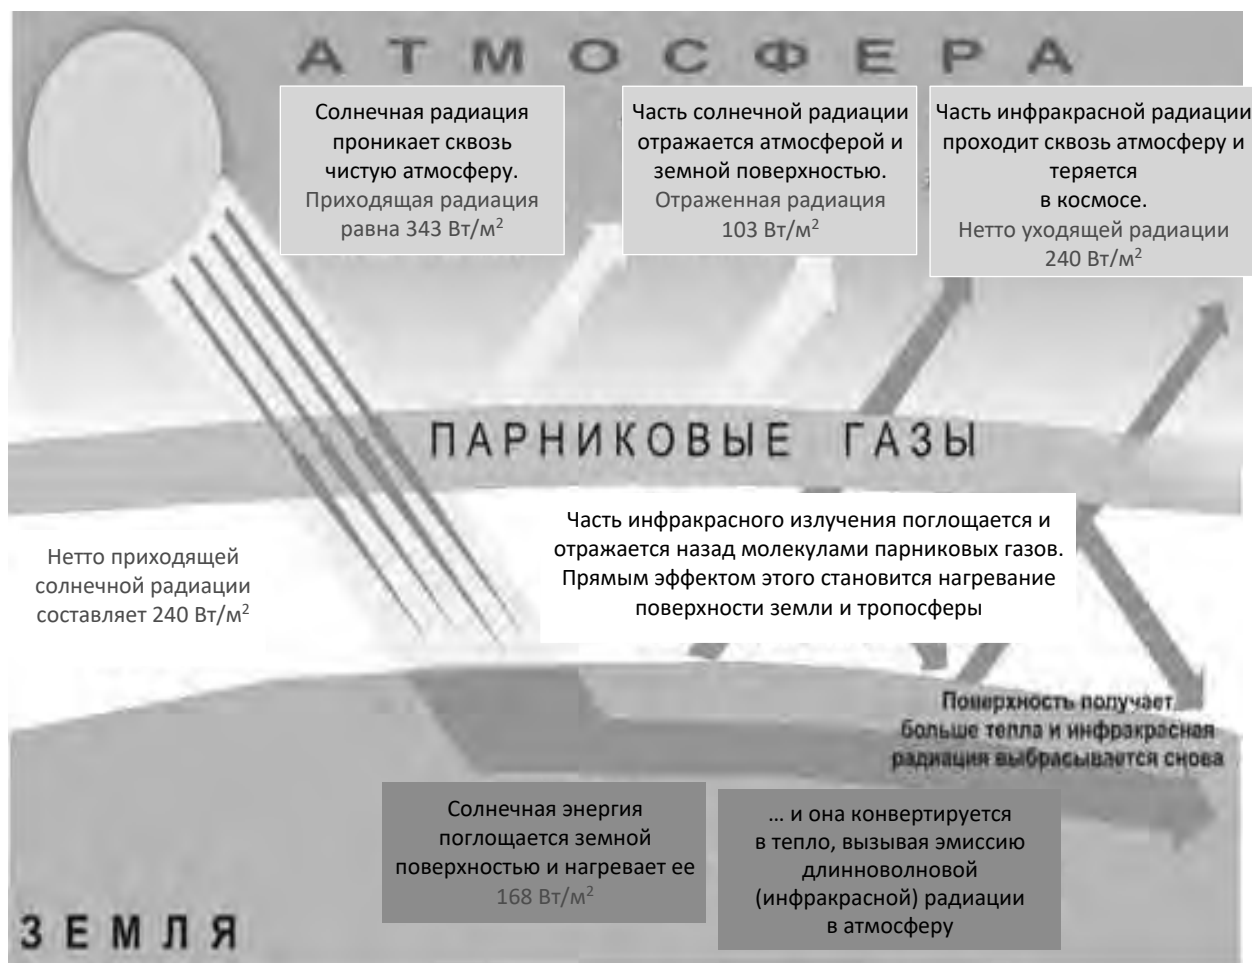 АТМОСФЕРА
Солнечная радиация
проникает сквозь
чистую атмосферу.
Приходящая радиация
равна 343 Вт/м²
Часть солнечной радиации
отражается атмосферой и
земной поверхностью.
Отраженная радиация
103 Вт/м²
Часть инфракрасной радиации
проходит сквозь атмосферу и
теряется
в космосе.
Нетто уходящей радиации
240 Вт/м²
ПАРНИКОВЫЕ ГАЗЫ
Нетто приходящей
солнечной радиации
составляет 240 Вт/м²
Часть инфракрасного излучения поглощается и
отражается назад молекулами парниковых газов.
Прямым эффектом этого становится нагревание
поверхности земли и тропосферы
Поверхность получает
больше тепла и инфракрасная
радиация выбрасывается снова
Солнечная энергия
поглощается земной
поверхностью и нагревает ее
168 Вт/м²
... и она конвертируется
в тепло, вызывая эмиссию
длинноволновой
(инфракрасной) радиации
в атмосферу
ЗЕМЛЯ